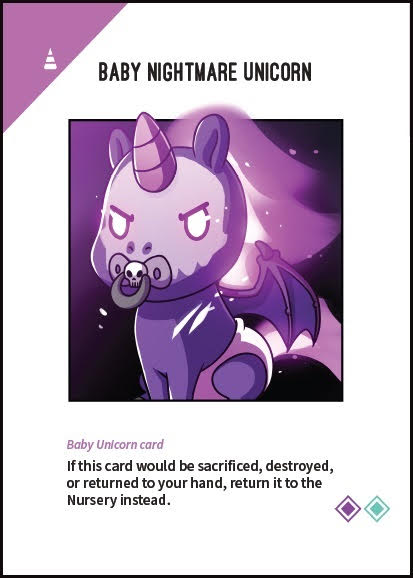 BABY NIGHTMARE UNICORN
Baby Unicorn card
If this card would be sacrificed, destroyed,
or returned to your hand, return it to the
Nursery instead.